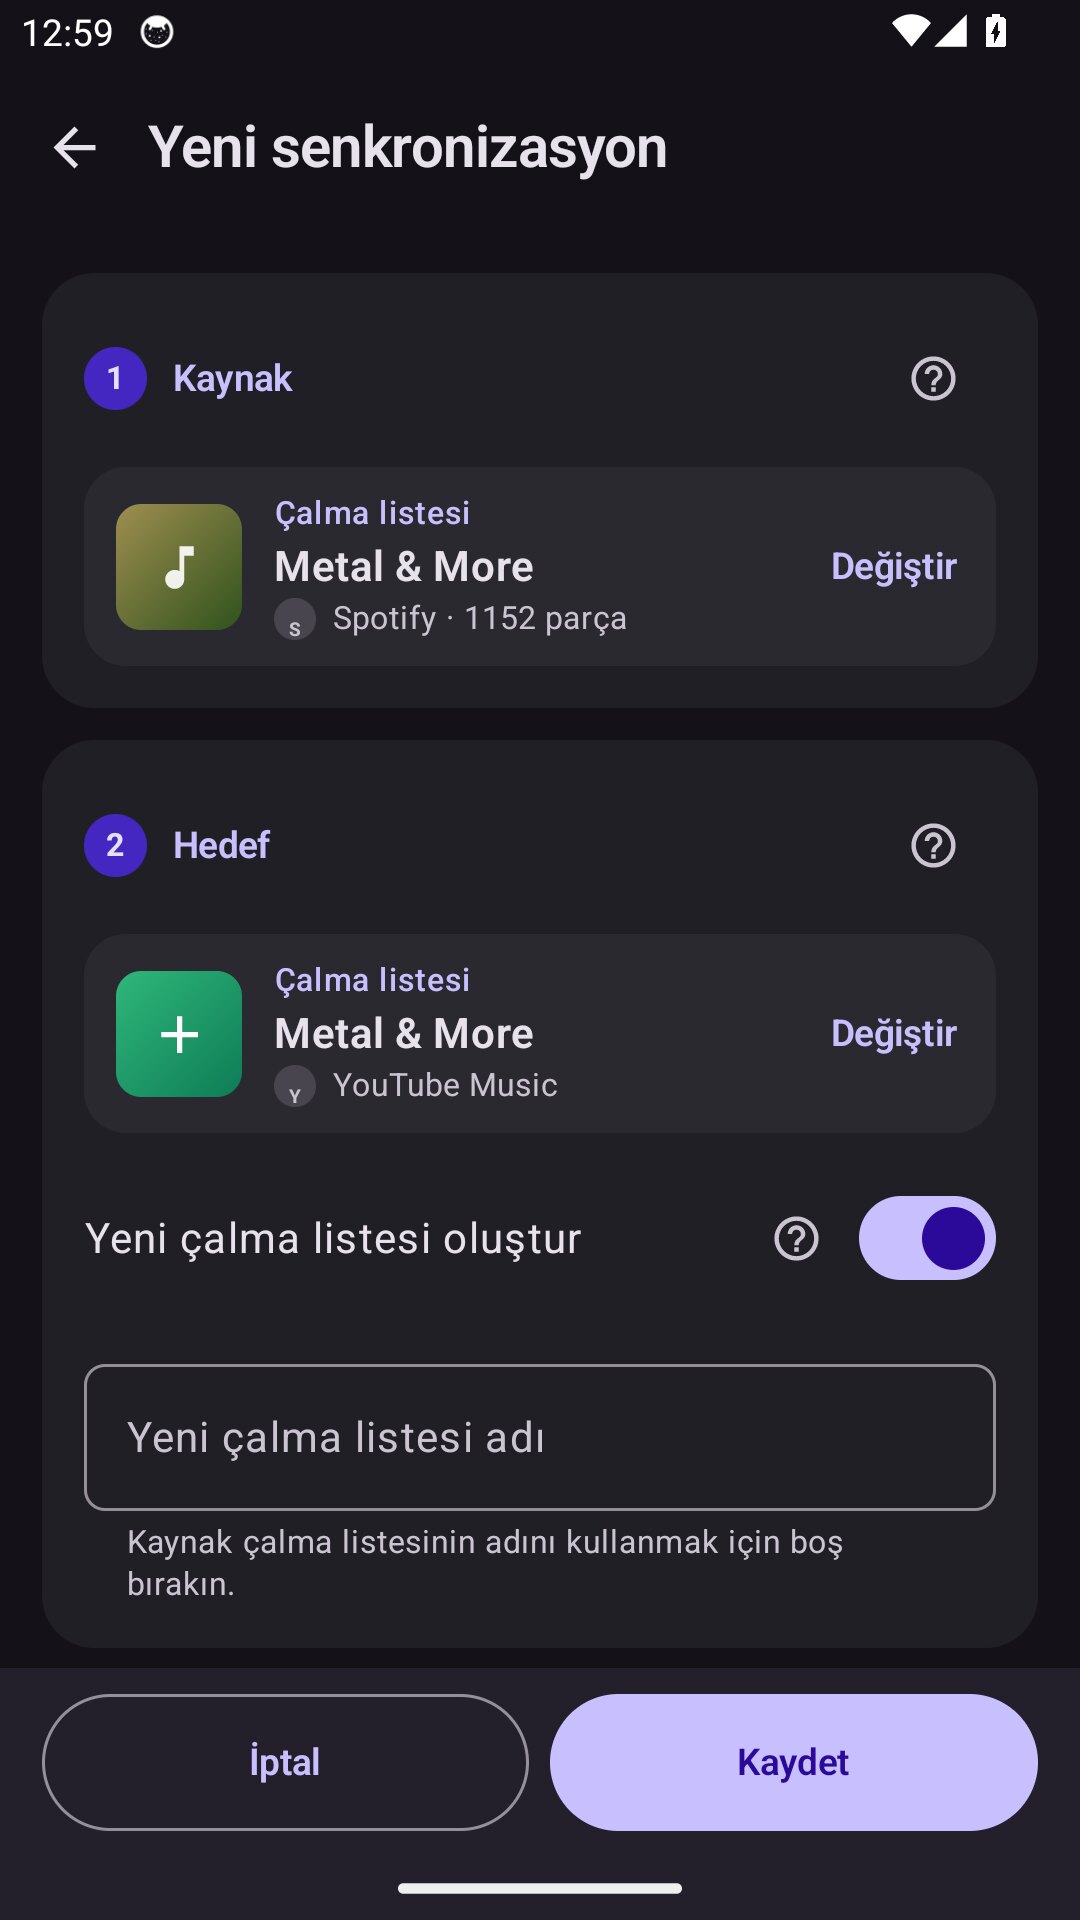 12:59
Yeni senkronizasyon
1 Kaynak
Çalma listesi
Metal & More
Değiştir
S Spotify · 1152 parça
2 Hedef
Çalma listesi
Metal & More
Değiştir
Y YouTube Music
Yeni çalma listesi oluştur
Yeni çalma listesi adı
Kaynak çalma listesinin adını kullanmak için boş
bırakın.
İptal
Kaydet